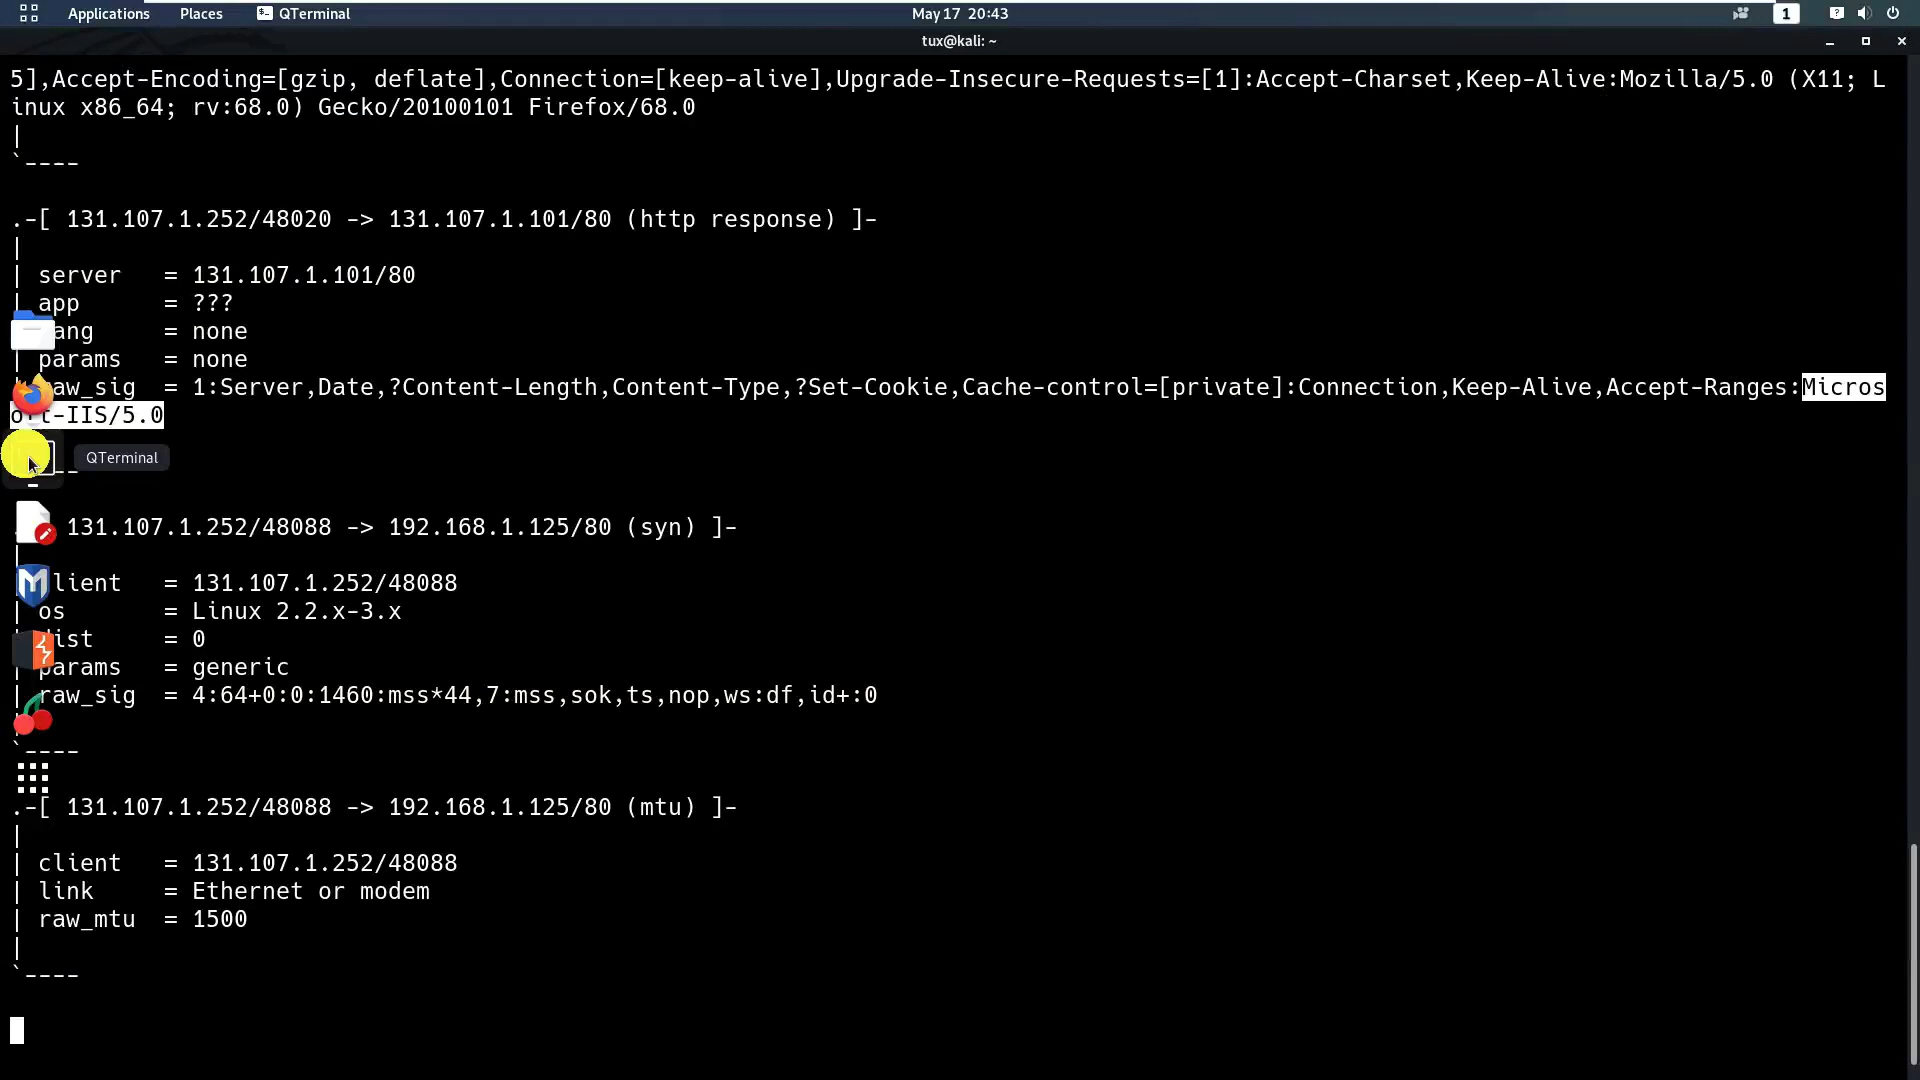 Applications Places QTerminal May 17 20:43 1
tux@kali: ~
5],Accept-Encoding=[gzip, deflate],Connection=[keep-alive],Upgrade-Insecure-Requests=[1]:Accept-Charset,Keep-Alive:Mozilla/5.0 (X11; L
inux x86_64; rv:68.0) Gecko/20100101 Firefox/68.0
|
`----
.-[ 131.107.1.252/48020 -> 131.107.1.101/80 (http response) ]-
|
| server = 131.107.1.101/80
| app = ???
ang = none
| params = none
aw_sig = 1:Server,Date,?Content-Length,Content-Type,?Set-Cookie,Cache-control=[private]:Connection,Keep-Alive,Accept-Ranges:Micros
oft-IIS/5.0
QTerminal
--
131.107.1.252/48088 -> 192.168.1.125/80 (syn) ]-
|
lient = 131.107.1.252/48088
| os = Linux 2.2.x-3.x
ist = 0
| params = generic
| raw_sig = 4:64+0:0:1460:mss*44,7:mss,sok,ts,nop,ws:df,id+:0
`----
.-[ 131.107.1.252/48088 -> 192.168.1.125/80 (mtu) ]-
|
| client = 131.107.1.252/48088
| link = Ethernet or modem
| raw_mtu = 1500
|
`----